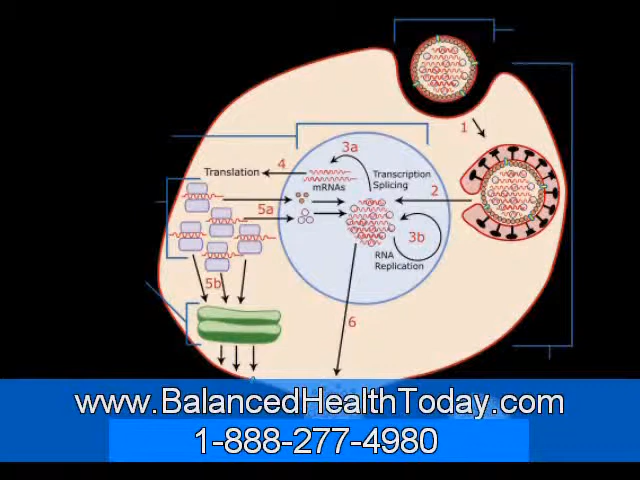 1
3a
Translation
4
Transcription
Splicing
mRNAs
2
5a
3b
RNA
Replication
5b
6
www.BalancedHealthToday.com
1-888-277-4980